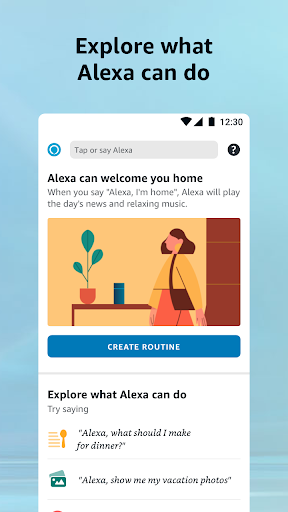 Explore what
Alexa can do
12:30
Tap or say Alexa
?
Alexa can welcome you home
When you say "Alexa, I'm home", Alexa will play
the day's news and relaxing music.
CREATE ROUTINE
Explore what Alexa can do
Try saying
"Alexa, what should I make
for dinner?"
"Alexa, show me my vacation photos"